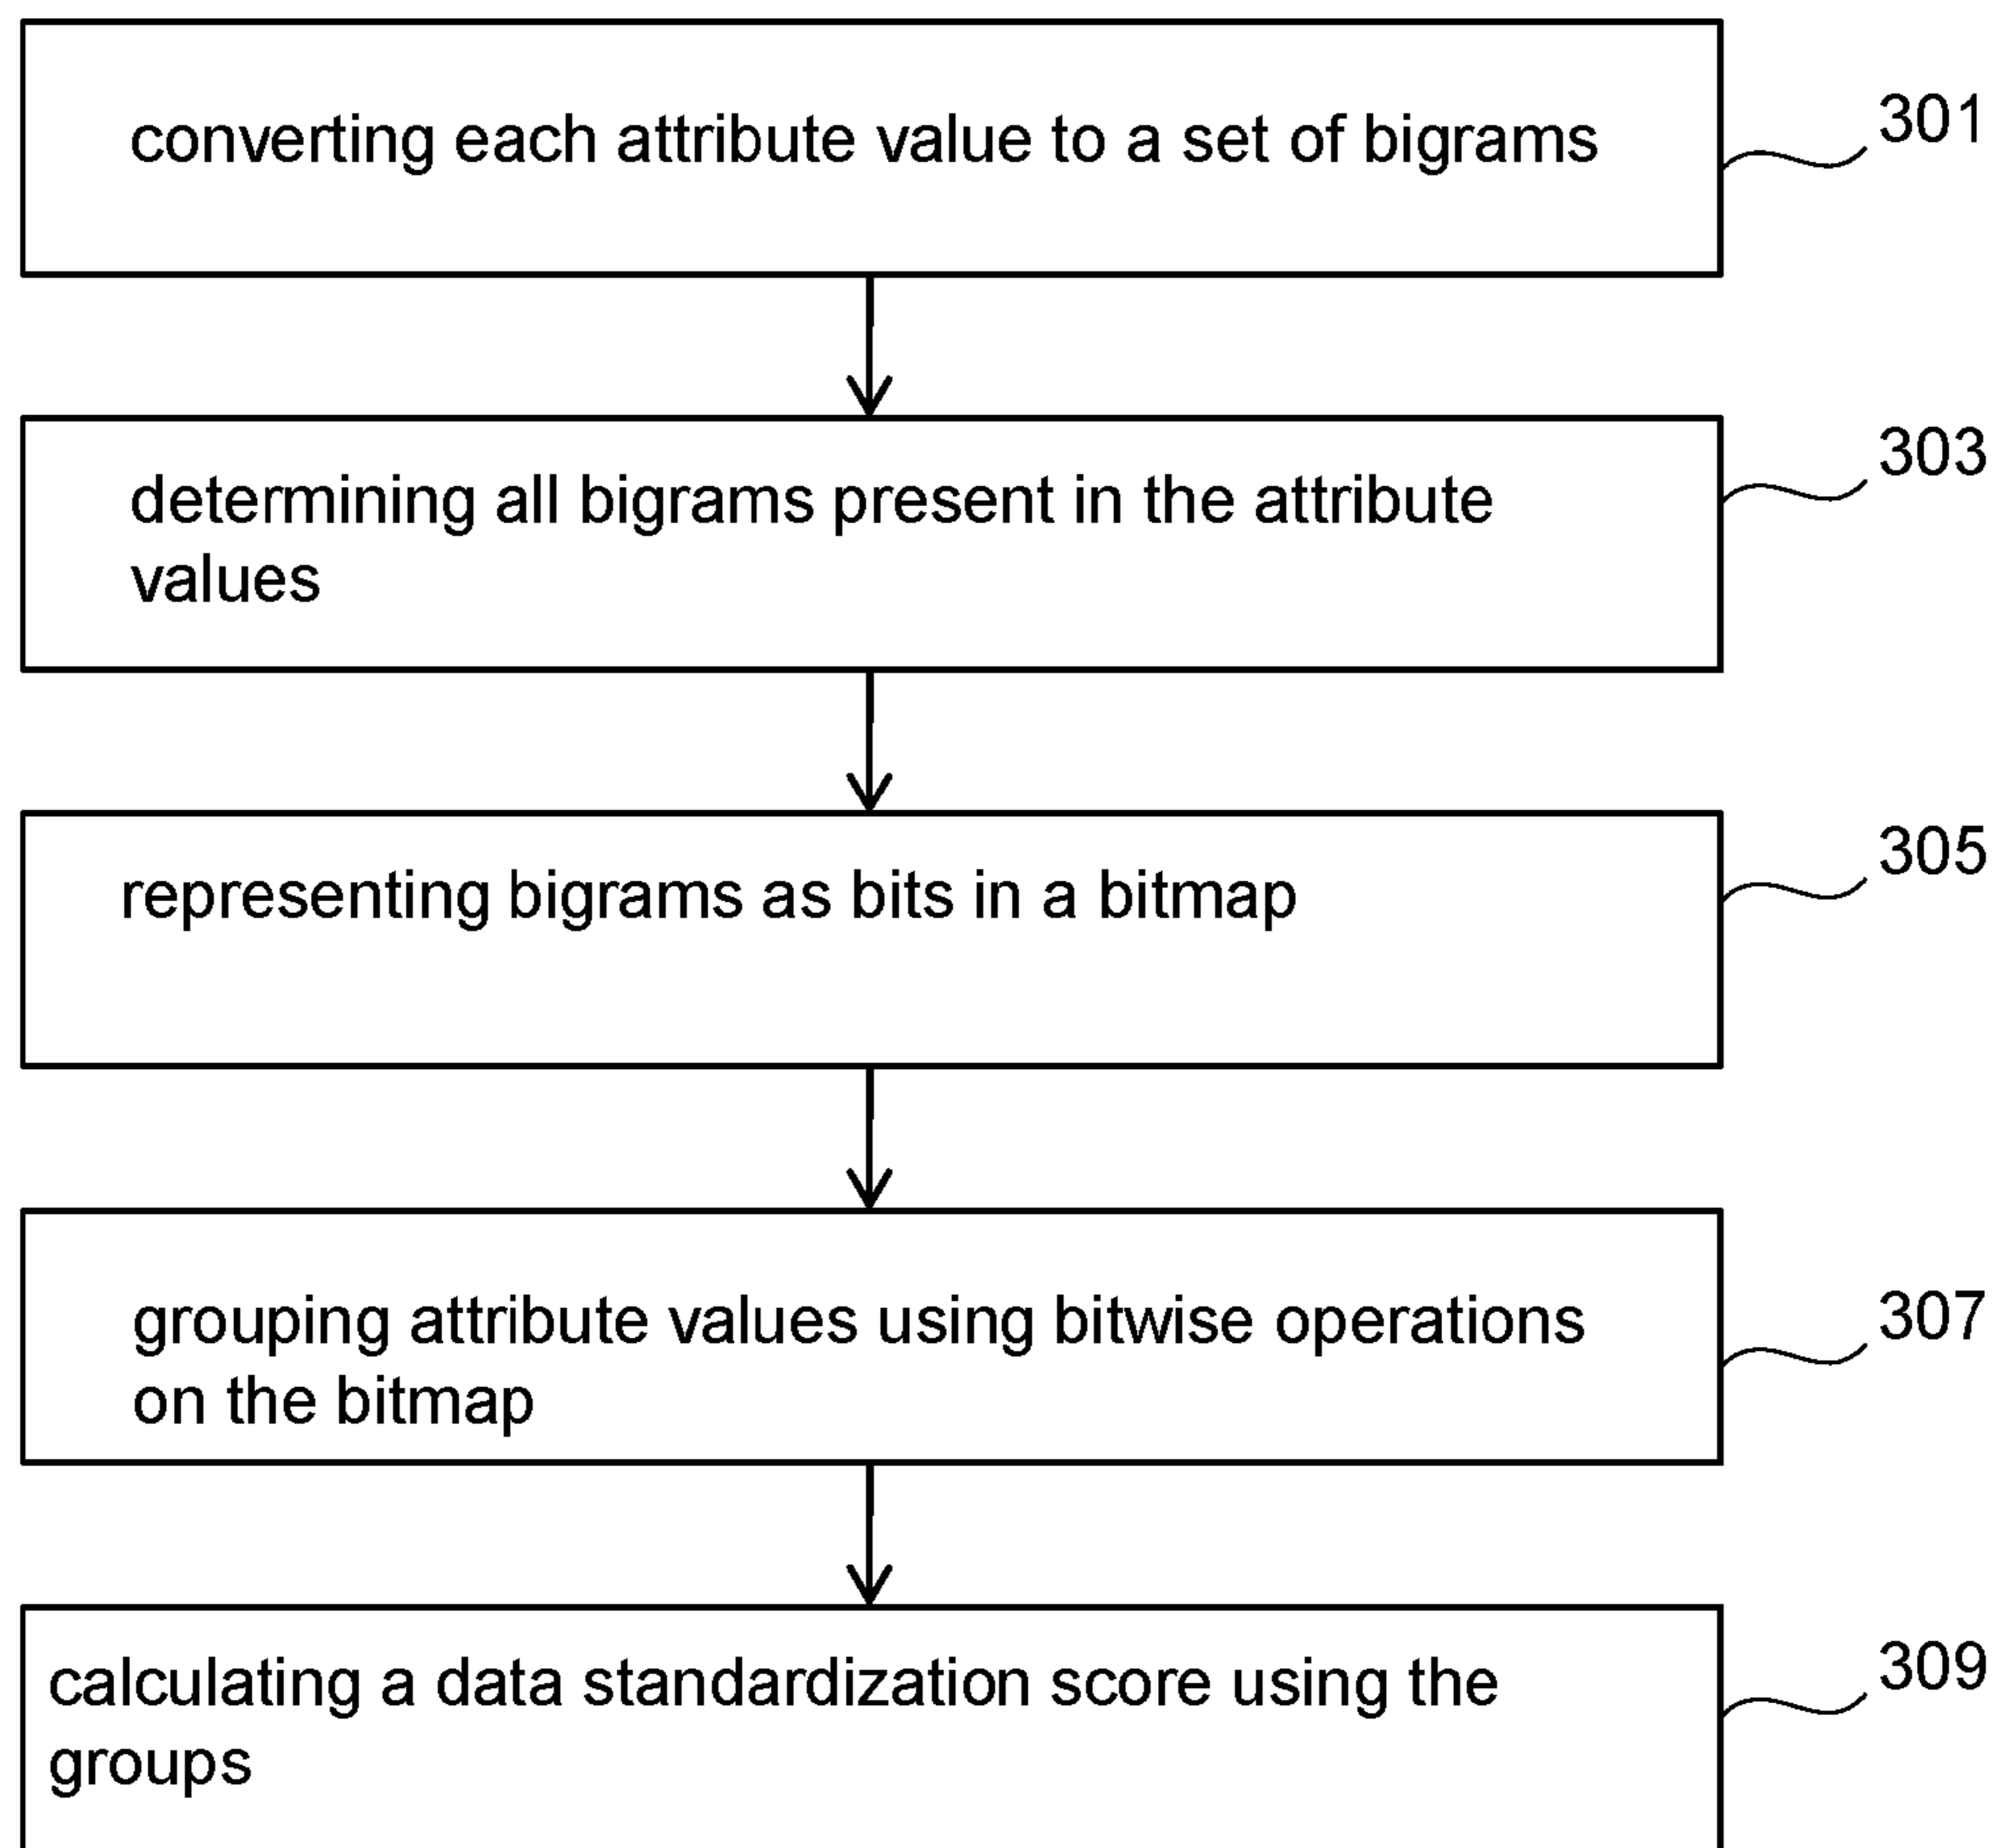 converting each attribute value to a set of bigrams
301
determining all bigrams present in the attribute
values
303
representing bigrams as bits in a bitmap
305
grouping attribute values using bitwise operations
on the bitmap
307
calculating a data standardization score using the
groups
309